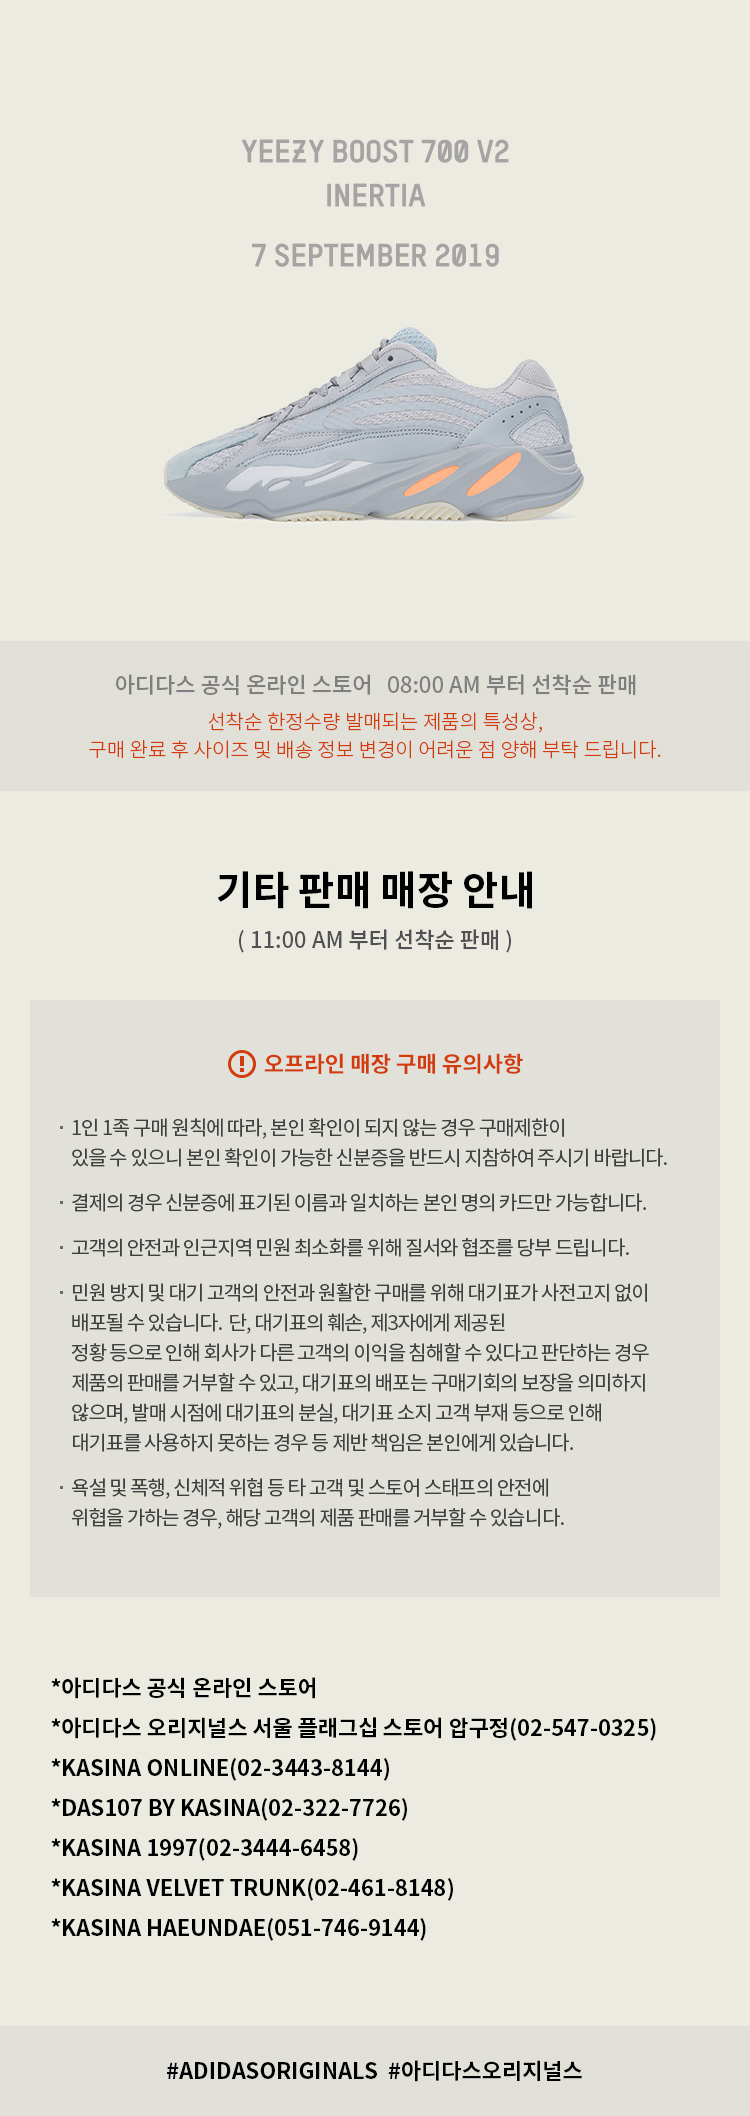 YEEZY BOOST 700 V2
INERTIA
7 SEPTEMBER 2019
아디다스 공식 온라인 스토어 08:00 AM 부터 선착순 판매
선착순 한정수량 발매되는 제품의 특성상,
구매 완료 후 사이즈 및 배송 정보 변경이 어려운 점 양해 부탁 드립니다.
기타 판매 매장 안내
( 11:00 AM 부터 선착순 판매 )
오프라인 매장 구매 유의사항
· 1인 1족 구매 원칙에 따라, 본인 확인이 되지 않는 경우 구매제한이
있을 수 있으니 본인 확인이 가능한 신분증을 반드시 지참하여 주시기 바랍니다.
· 결제의 경우 신분증에 표기된 이름과 일치하는 본인 명의 카드만 가능합니다.
· 고객의 안전과 인근지역 민원 최소화를 위해 질서와 협조를 당부 드립니다.
· 민원 방지 및 대기 고객의 안전과 원활한 구매를 위해 대기표가 사전고지 없이
배포될 수 있습니다. 단, 대기표의 훼손, 제3자에게 제공된
정황 등으로 인해 회사가 다른 고객의 이익을 침해할 수 있다고 판단하는 경우
제품의 판매를 거부할 수 있고, 대기표의 배포는 구매기회의 보장을 의미하지
않으며, 발매 시점에 대기표의 분실, 대기표 소지 고객 부재 등으로 인해
대기표를 사용하지 못하는 경우 등 제반 책임은 본인에게 있습니다.
· 욕설 및 폭행, 신체적 위협 등 타 고객 및 스토어 스태프의 안전에
위협을 가하는 경우, 해당 고객의 제품 판매를 거부할 수 있습니다.
*아디다스 공식 온라인 스토어
*아디다스 오리지널스 서울 플래그십 스토어 압구정(02-547-0325)
*KASINA ONLINE(02-3443-8144)
*DAS107 BY KASINA(02-322-7726)
*KASINA 1997(02-3444-6458)
*KASINA VELVET TRUNK(02-461-8148)
*KASINA HAEUNDAE(051-746-9144)
#ADIDASORIGINALS #아디다스오리지널스